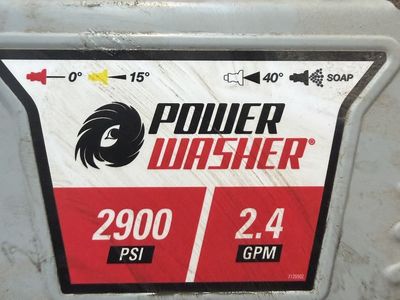 0° 15° 40° SOAP
POWER
WASHER®
2900 2.4
PSI GPM